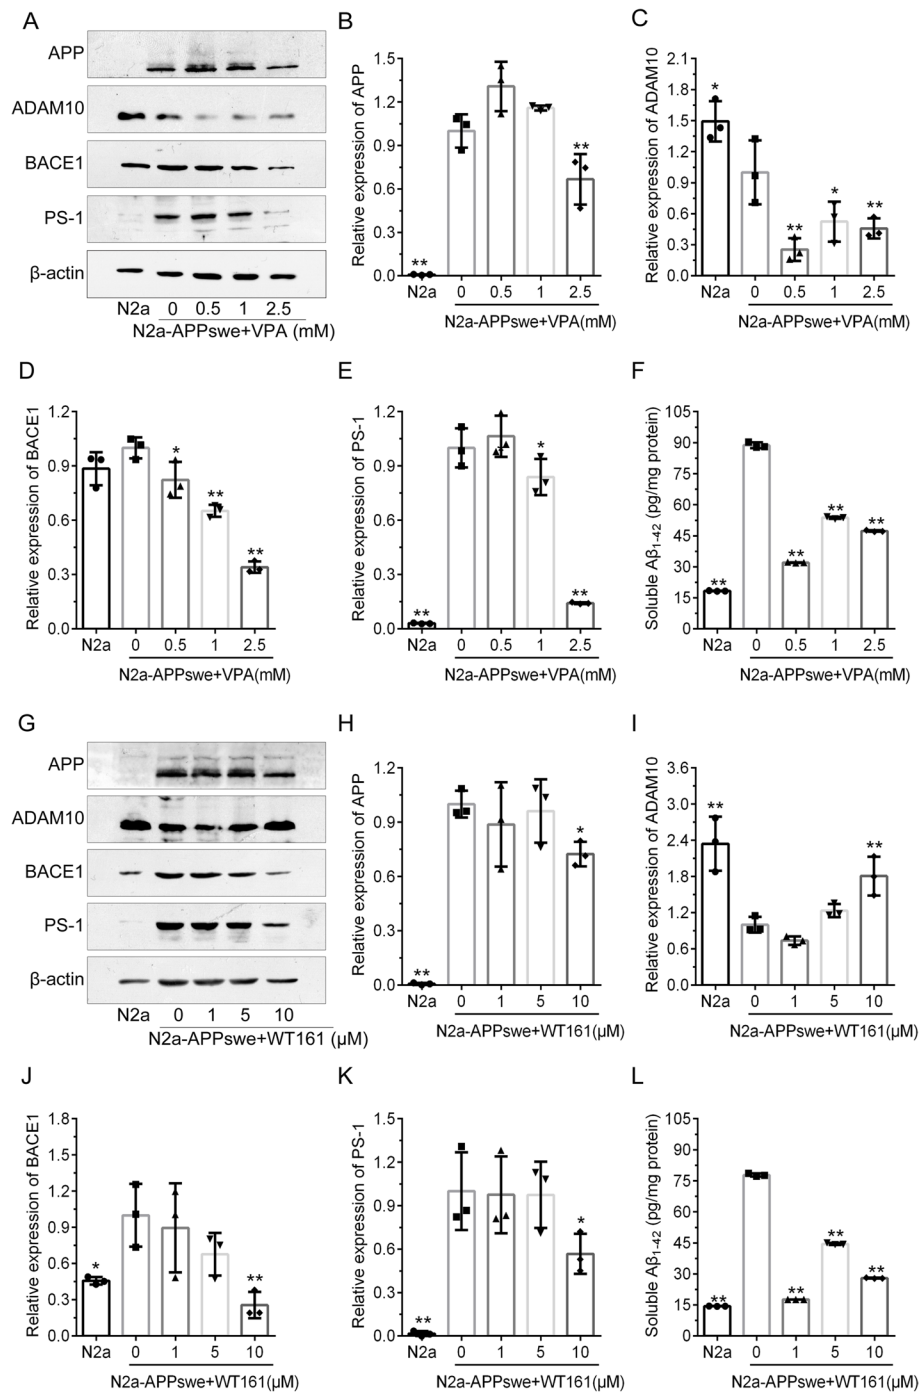 A
APP
ADAM10
BACE1
PS-1
β-actin
N2a 0 0.5 1 2.5
N2a-APPswe+VPA (mM)
B
Relative expression of APP
1.5
1.2
0.9
0.6
0.3
0.0
**
**
N2a 0 0.5 1 2.5
N2a-APPswe+VPA(mM)
C
Relative expression of ADAM10
2.1
1.8
1.5
1.2
0.9
0.6
0.3
0.0
*
**
*
**
N2a 0 0.5 1 2.5
N2a-APPswe+VPA(mM)
D
Relative expression of BACE1
1.2
0.9
0.6
0.3
0.0
*
**
**
N2a 0 0.5 1 2.5
N2a-APPswe+VPA(mM)
E
Relative expression of PS-1
1.2
1.0
0.8
0.6
0.4
0.2
0.0
**
*
**
N2a 0 0.5 1 2.5
N2a-APPswe+VPA(mM)
F
Soluble Aβ1-42 (pg/mg protein)
105
90
75
60
45
30
15
0
**
**
**
**
N2a 0 0.5 1 2.5
N2a-APPswe+VPA(mM)
G
APP
ADAM10
BACE1
PS-1
β-actin
N2a 0 1 5 10
N2a-APPswe+WT161 (μM)
H
Relative expression of APP
1.2
0.9
0.6
0.3
0.0
**
*
N2a 0 1 5 10
N2a-APPswe+WT161(μM)
I
Relative expression of ADAM10
3.6
3.0
2.4
1.8
1.2
0.6
0.0
**
**
N2a 0 1 5 10
N2a-APPswe+WT161(μM)
J
Relative expression of BACE1
1.8
1.5
1.2
0.9
0.6
0.3
0.0
*
**
N2a 0 1 5 10
N2a-APPswe+WT161(μM)
K
Relative expression of PS-1
1.5
1.2
0.9
0.6
0.3
0.0
**
*
N2a 0 1 5 10
N2a-APPswe+WT161(μM)
L
Soluble Aβ1-42 (pg/mg protein)
105
90
75
60
45
30
15
0
**
**
**
**
N2a 0 1 5 10
N2a-APPswe+WT161(μM)